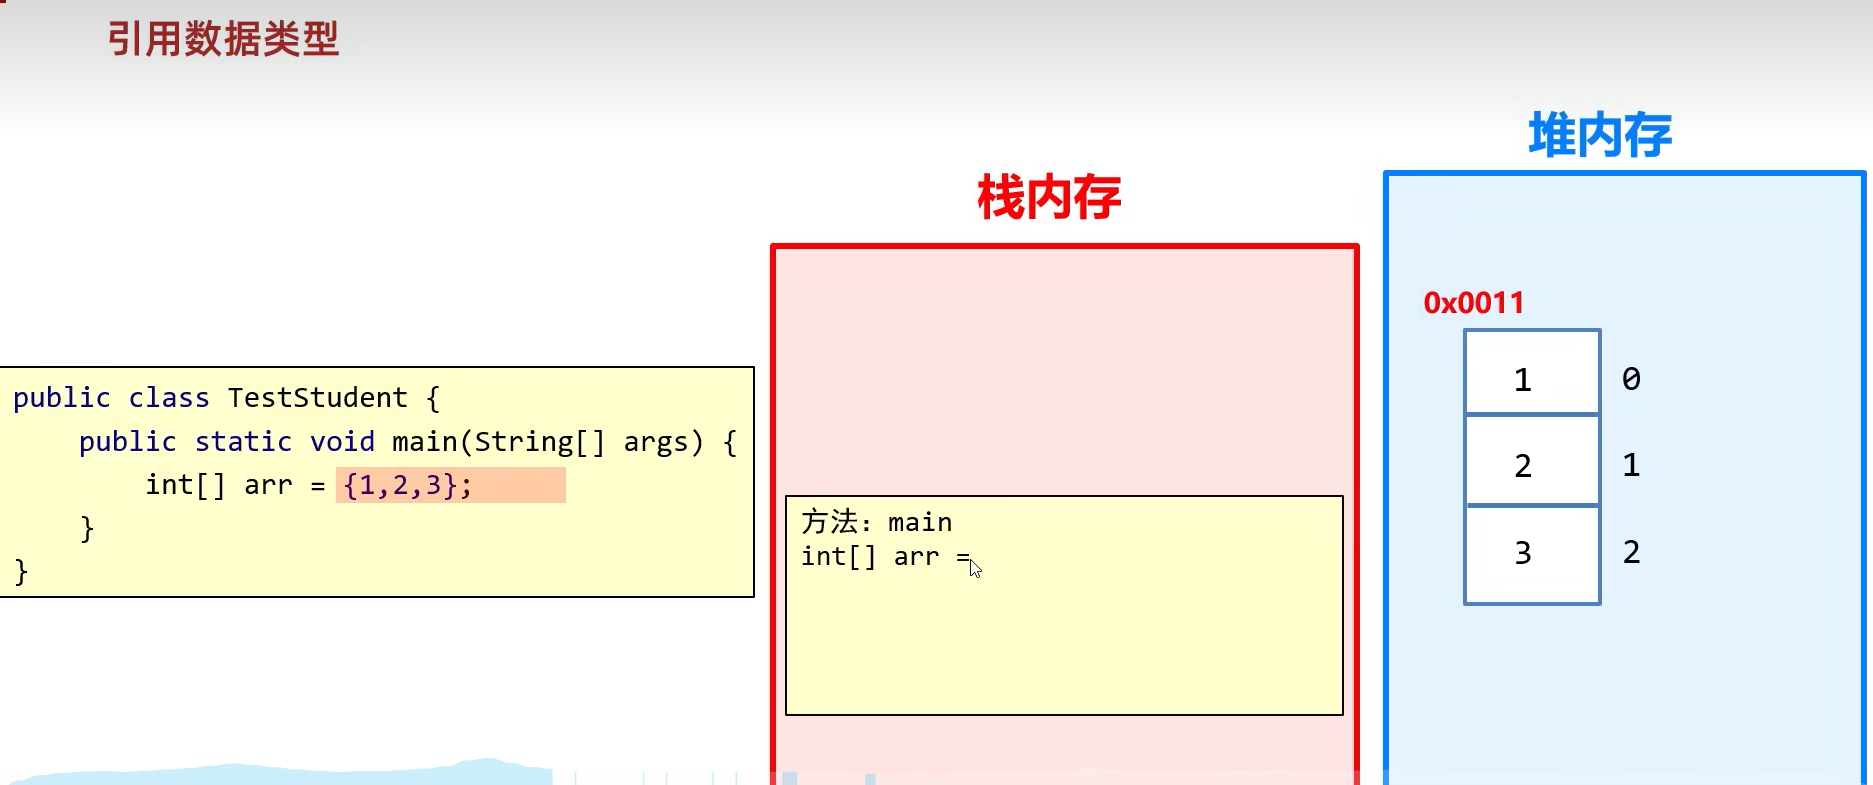 引用数据类型
堆内存
栈内存
0x0011
1 0
2 1
3 2
public class TestStudent {
public static void main(String[] args) {
int[] arr = {1,2,3};
}
}
方法: main
int[] arr =